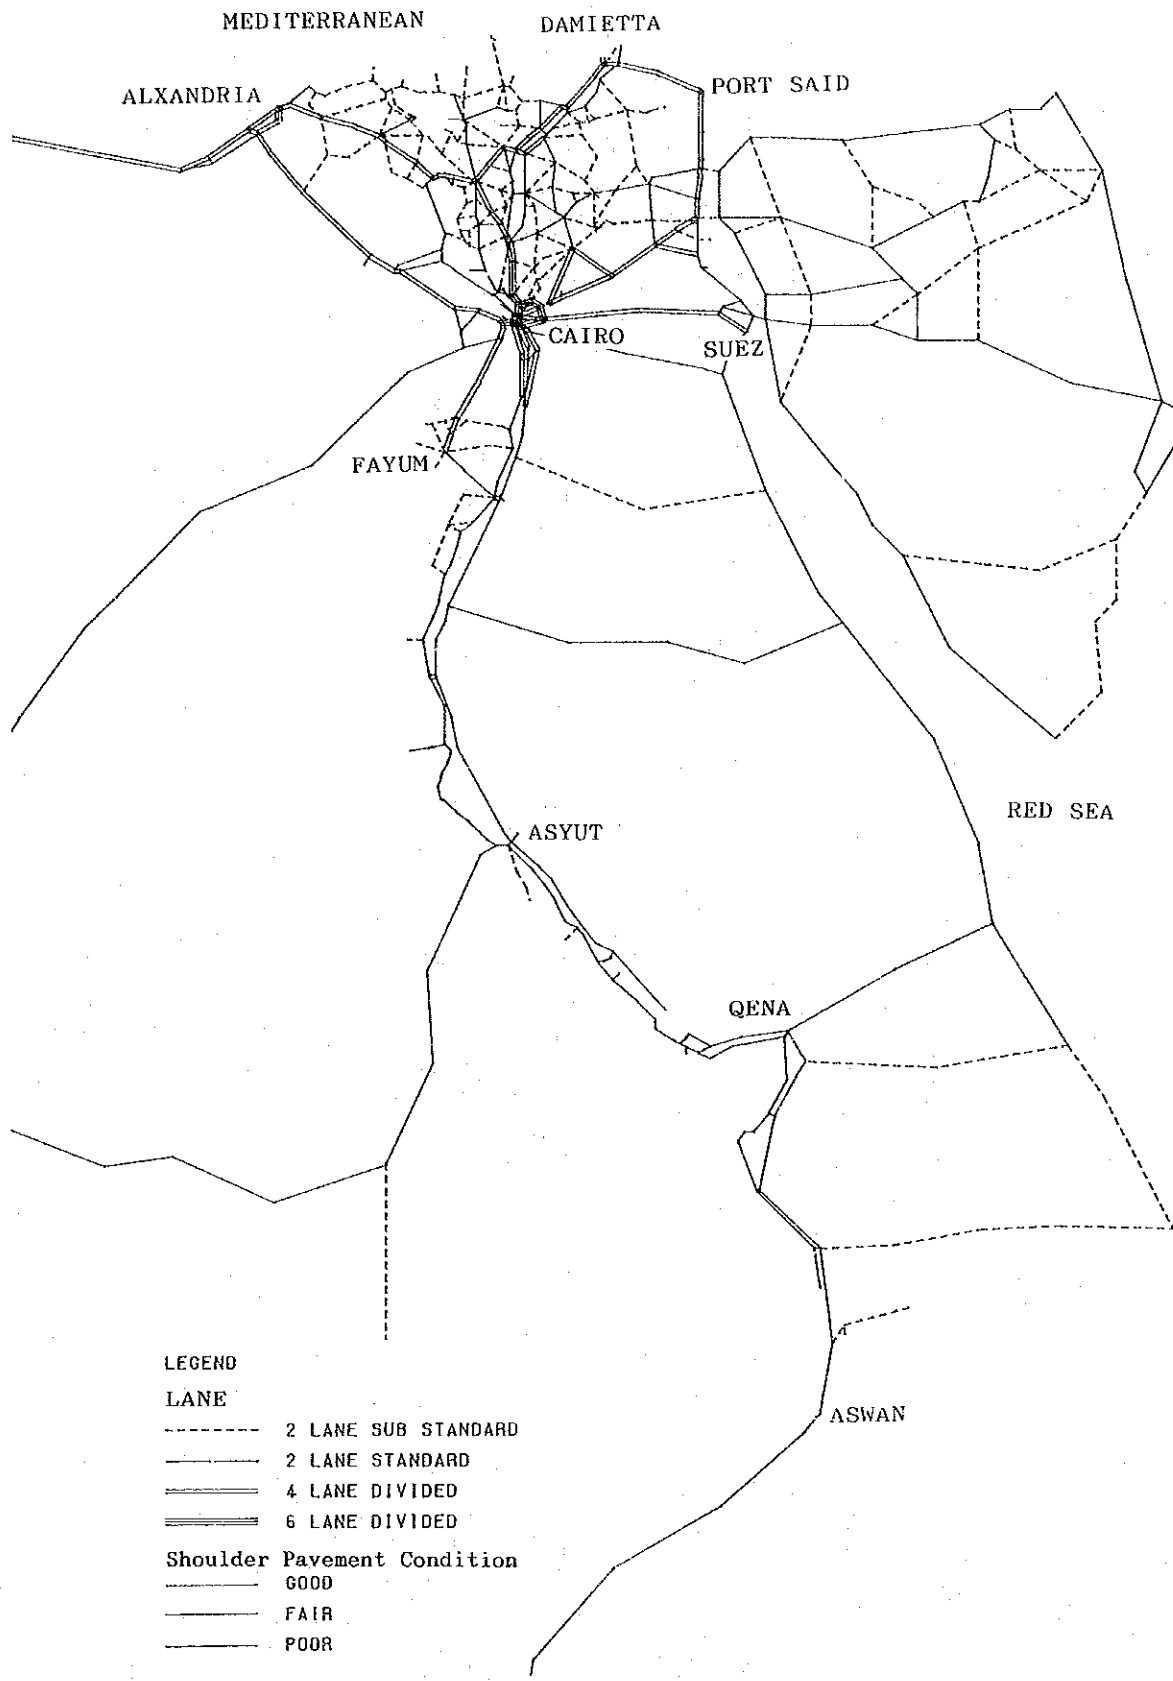 MEDITERRANEAN
DAMIETTA
ALXANDRIA
PORT SAID
CAIRO
SUEZ
FAYUM
RED SEA
ASYUT
QENA
ASWAN
LEGEND
LANE
2 LANE SUB STANDARD
2 LANE STANDARD
4 LANE DIVIDED
6 LANE DIVIDED
Shoulder Pavement Condition
GOOD
FAIR
POOR